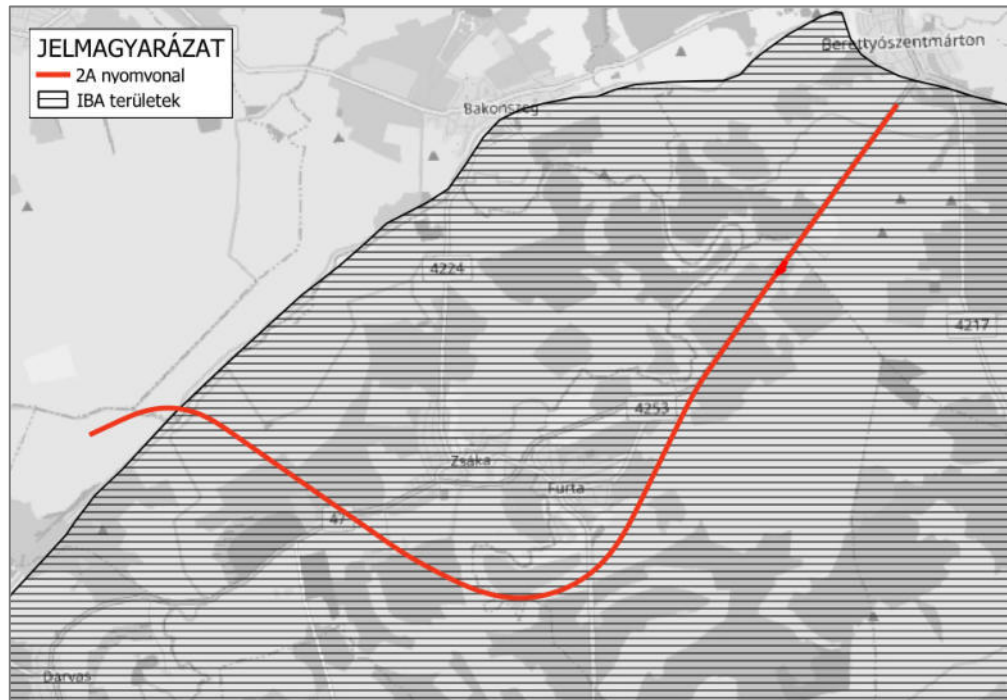 JELMAGYARÁZAT
2A nyomvonal
IBA területek
Berettyószentmárton
Bakonszeg
4224
4217
4253
Zsáka
Furta
47
Darvas